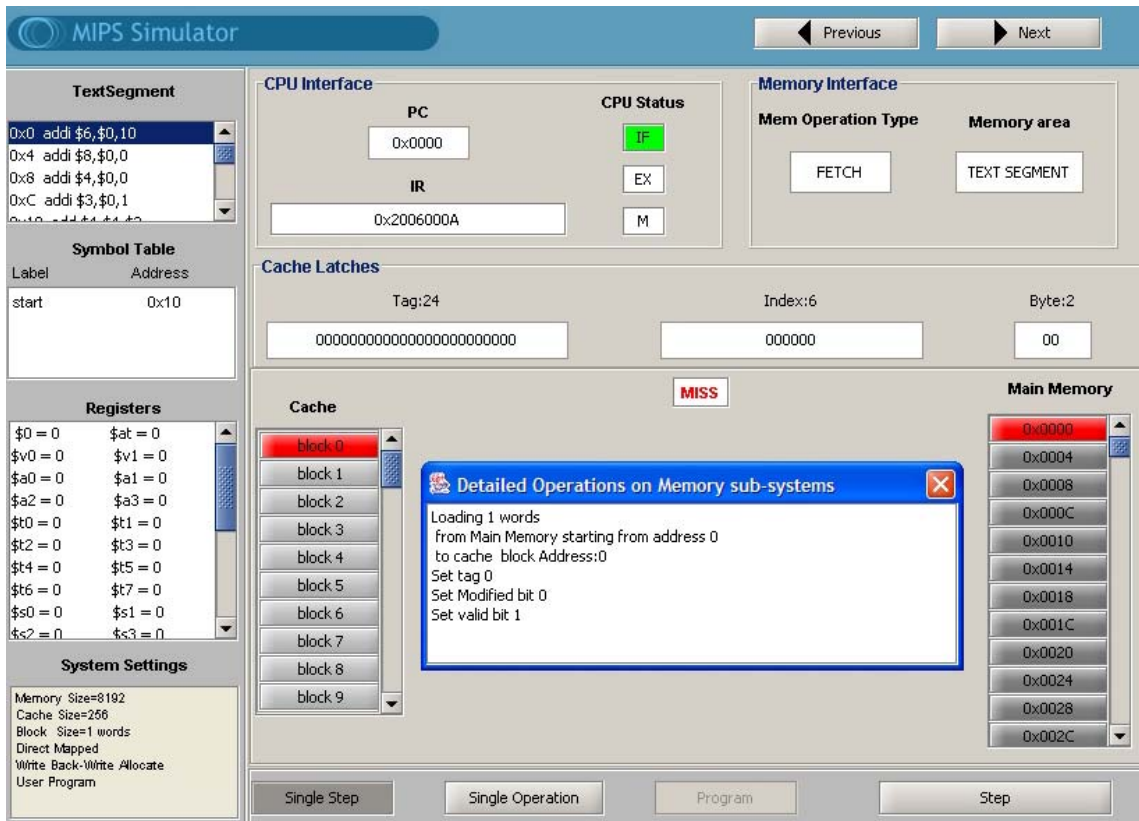 MIPS Simulator
Previous
Next
TextSegment
0x0 addi $6,$0,10
0x4 addi $8,$0,0
0x8 addi $4,$0,0
0xC addi $3,$0,1
Symbol Table
Label Address
start 0x10
Registers
$0 = 0 $at = 0
$v0 = 0 $v1 = 0
$a0 = 0 $a1 = 0
$a2 = 0 $a3 = 0
$t0 = 0 $t1 = 0
$t2 = 0 $t3 = 0
$t4 = 0 $t5 = 0
$t6 = 0 $t7 = 0
$s0 = 0 $s1 = 0
$s2 = 0 $s3 = 0
System Settings
Memory Size=8192
Cache Size=256
Block Size=1 words
Direct Mapped
Write Back-Write Allocate
User Program
CPU Interface
PC
0x0000
IR
0x2006000A
CPU Status
IF
EX
M
Memory Interface
Mem Operation Type
FETCH
Memory area
TEXT SEGMENT
Cache Latches
Tag:24
000000000000000000000000
Index:6
000000
Byte:2
00
MISS
Cache
block 0
block 1
block 2
block 3
block 4
block 5
block 6
block 7
block 8
block 9
Detailed Operations on Memory sub-systems
Loading 1 words
from Main Memory starting from address 0
to cache block Address:0
Set tag 0
Set Modified bit 0
Set valid bit 1
Main Memory
0x0000
0x0004
0x0008
0x000C
0x0010
0x0014
0x0018
0x001C
0x0020
0x0024
0x0028
0x002C
Single Step
Single Operation
Program
Step